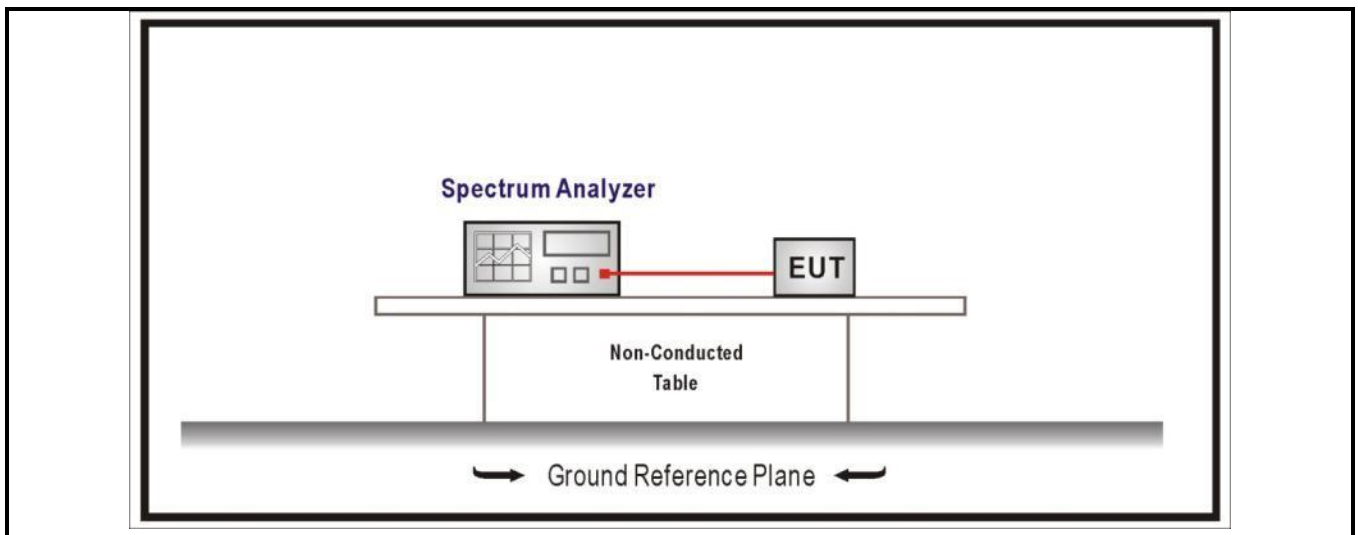 Spectrum Analyzer
EUT
Non-Conducted
Table
Ground Reference Plane